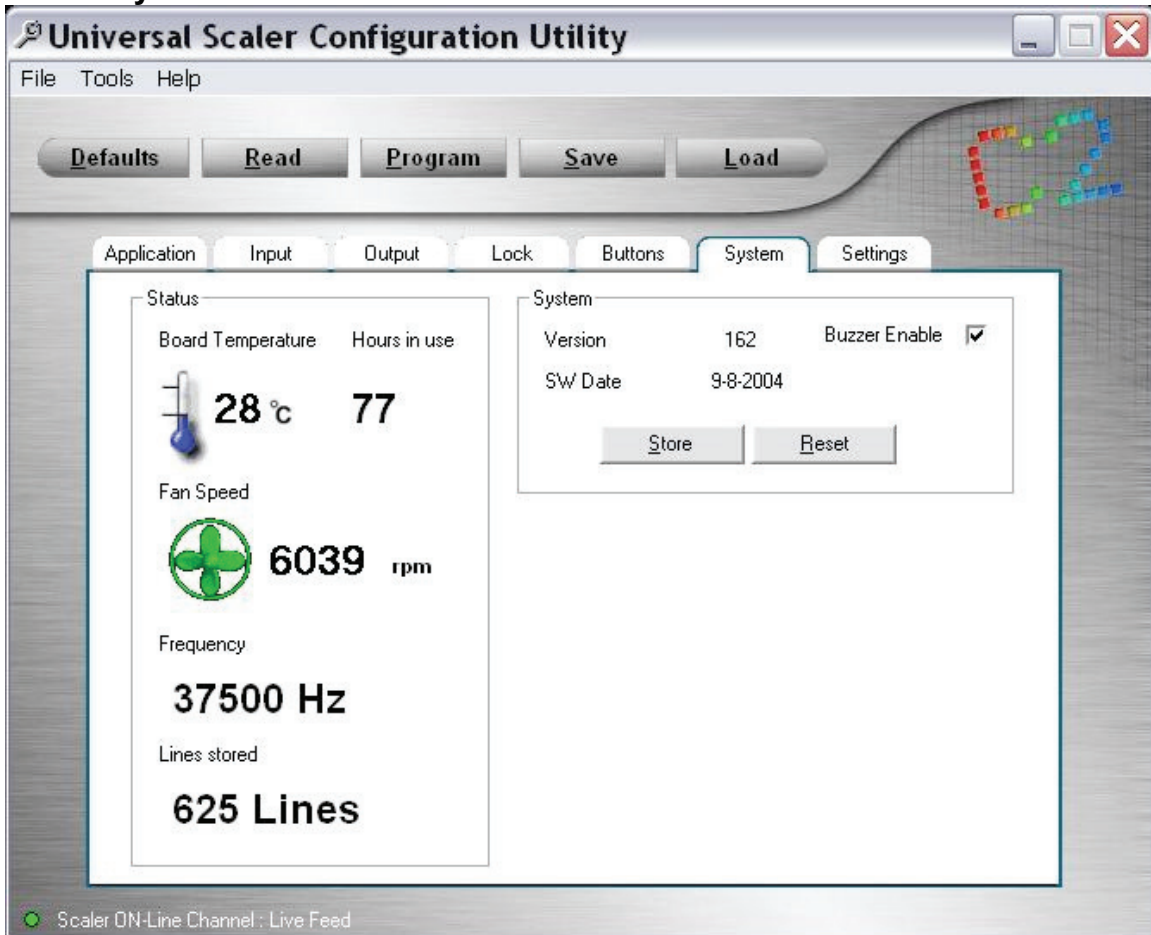 Universal Scaler Configuration Utility
File Tools Help
Defaults Read Program Save Load
C2
Application Input Output Lock Buttons System Settings
Status
Board Temperature Hours in use
28 °C 77
Fan Speed
6039 rpm
Frequency
37500 Hz
Lines stored
625 Lines
System
Version 162 Buzzer Enable
SW Date 9-8-2004
Store Reset
Scaler ON-Line Channel : Live Feed